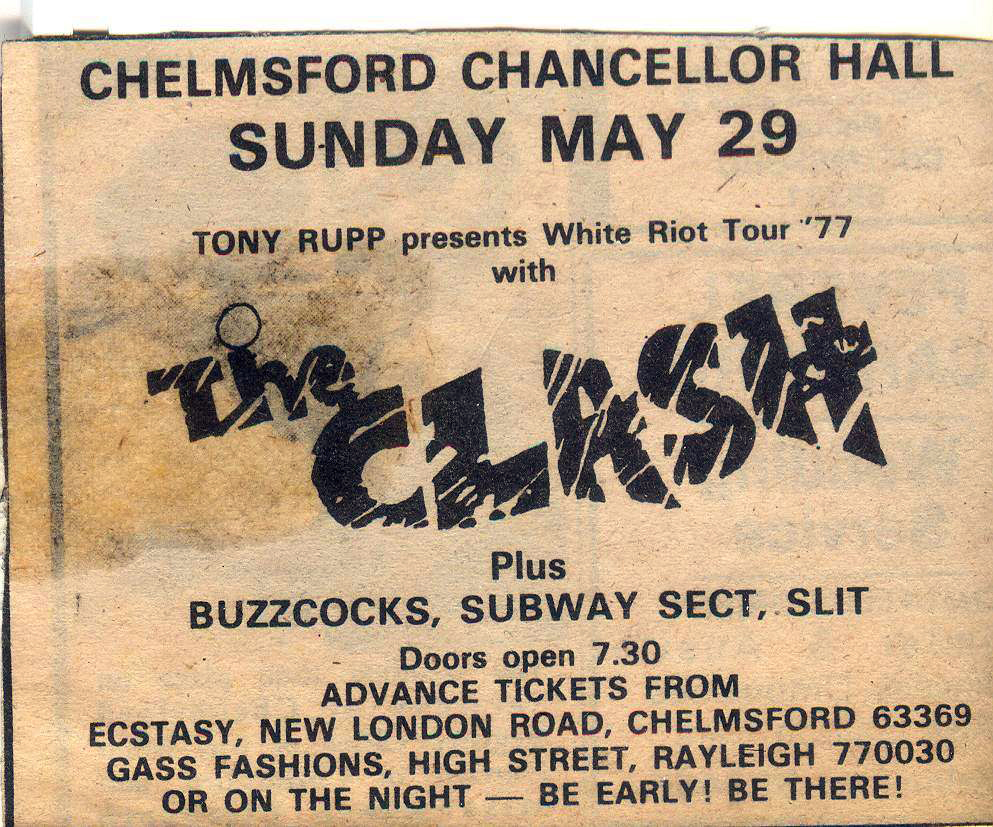 CHELMSFORD CHANCELLOR HALL
SUNDAY MAY 29
TONY RUPP presents White Riot Tour '77
with
the CLASH
Plus
BUZZCOCKS, SUBWAY SECT, SLIT
Doors open 7.30
ADVANCE TICKETS FROM
ECSTASY, NEW LONDON ROAD, CHELMSFORD 63369
GASS FASHIONS, HIGH STREET, RAYLEIGH 770030
OR ON THE NIGHT — BE EARLY! BE THERE!